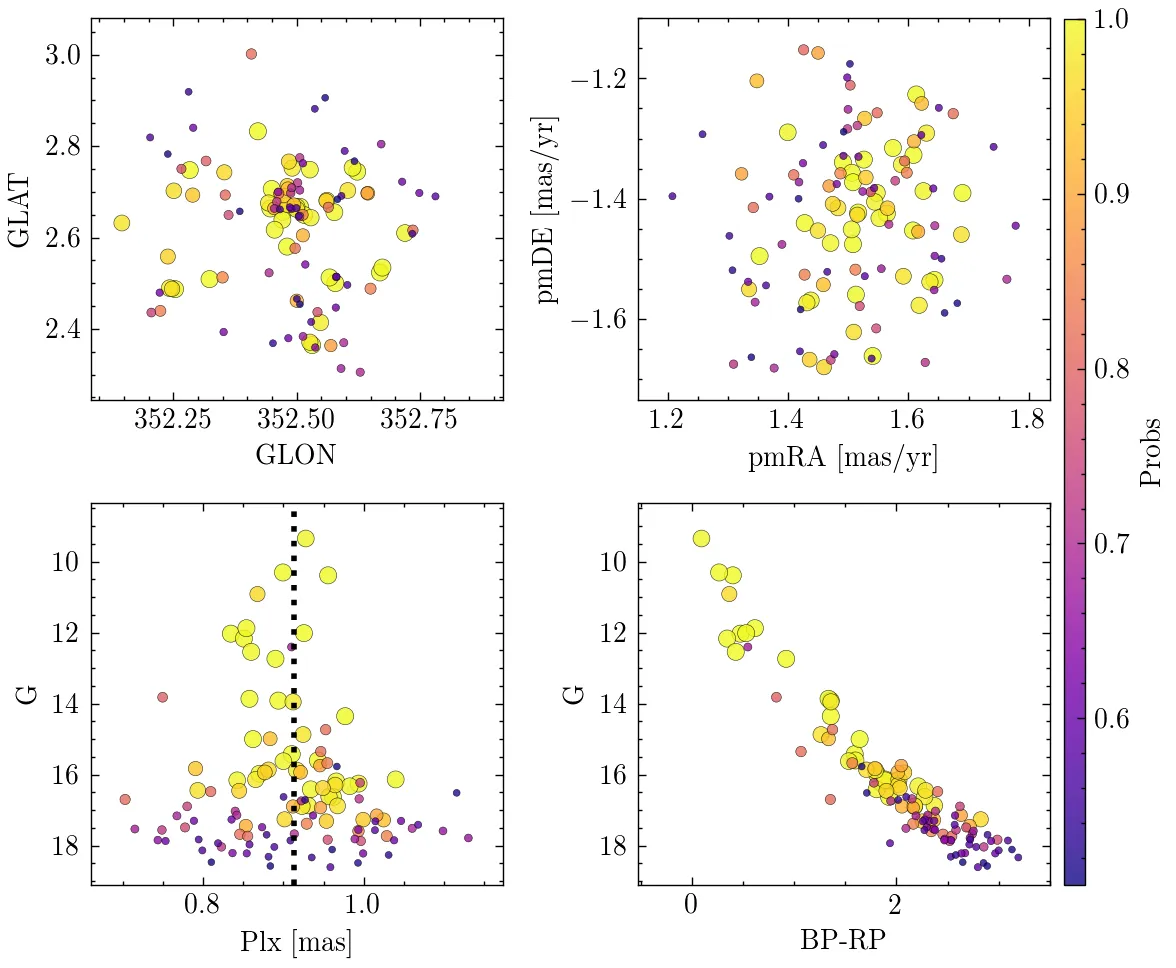 3.0
2.8
2.6
2.4
GLAT
352.25 352.50 352.75
GLON
−1.2
−1.4
−1.6
pmDE [mas/yr]
1.2 1.4 1.6 1.8
pmRA [mas/yr]
10
12
14
16
18
G
0.8 1.0
Plx [mas]
10
12
14
16
18
G
0 2
BP-RP
1.0
0.9
0.8
0.7
0.6
Probs